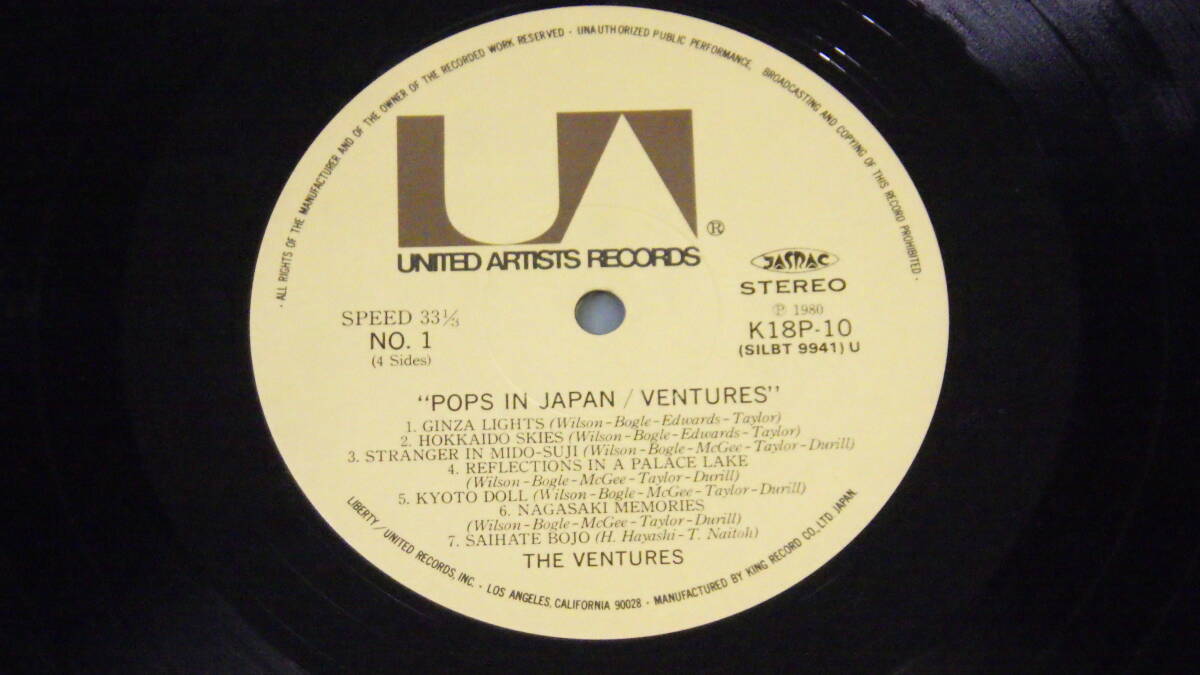 · ALL RIGHTS OF THE MANUFACTURER AND OF THE OWNER OF THE RECORDED WORK RESERVED · UNAUTHORIZED PUBLIC PERFORMANCE, BROADCASTING AND COPYING OF THIS RECORD PROHIBITED ·
UA
®
UNITED ARTISTS RECORDS
JASRAC
STEREO
℗ 1980
SPEED 33⅓
K18P-10
NO. 1
(SILBT 9941) U
(4 Sides)
"POPS IN JAPAN / VENTURES"
1. GINZA LIGHTS (Wilson-Bogle-Edwards-Taylor)
2. HOKKAIDO SKIES (Wilson-Bogle-Edwards-Taylor)
3. STRANGER IN MIDO-SUJI (Wilson-Bogle-McGee-Taylor-Durill)
4. REFLECTIONS IN A PALACE LAKE
(Wilson-Bogle-McGee-Taylor-Durill)
5. KYOTO DOLL (Wilson-Bogle-McGee-Taylor-Durill)
6. NAGASAKI MEMORIES
(Wilson-Bogle-McGee-Taylor-Durill)
7. SAIHATE BOJO (H. Hayashi-T. Naitoh)
THE VENTURES
LIBERTY/UNITED RECORDS, INC. · LOS ANGELES, CALIFORNIA 90028 · MANUFACTURED BY KING RECORD CO., LTD. JAPAN.